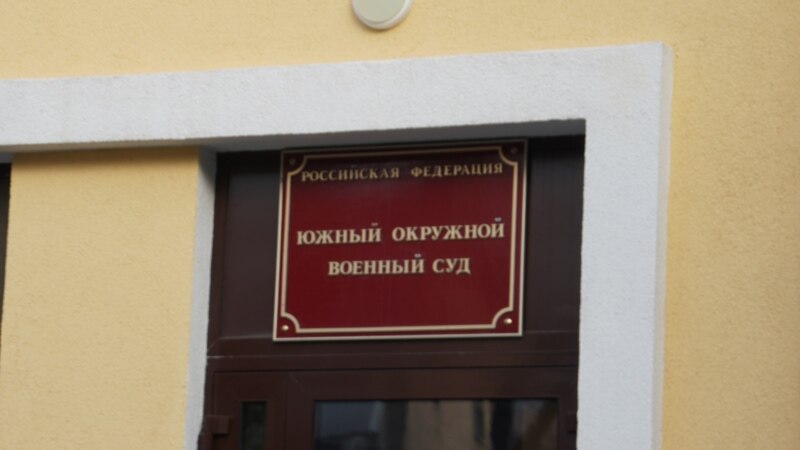 РОССИЙСКАЯ ФЕДЕРАЦИЯ
ЮЖНЫЙ ОКРУЖНОЙ
ВОЕННЫЙ СУД